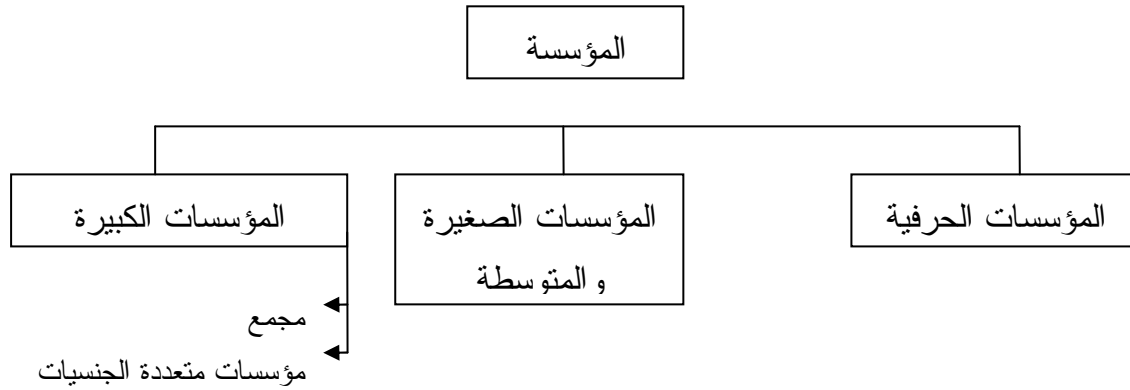 المؤسسة
المؤسسات الحرفية
المؤسسات الصغيرة
و المتوسطة
المؤسسات الكبيرة
مجمع
مؤسسات متعددة الجنسيات